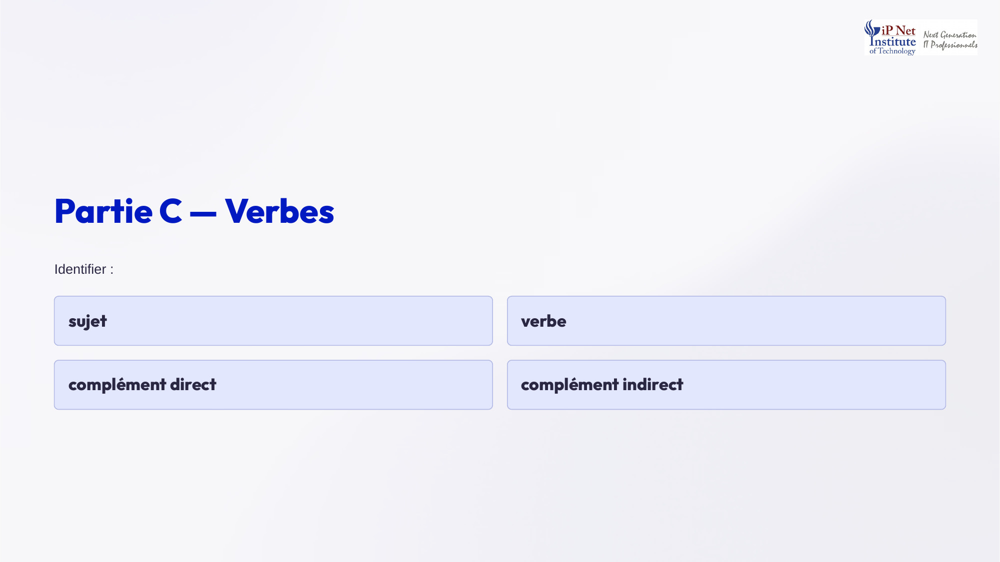 iP Net
Institute
of Technology
Next Generation
IT Professionnels
Partie C — Verbes
Identifier :
sujet
verbe
complément direct
complément indirect